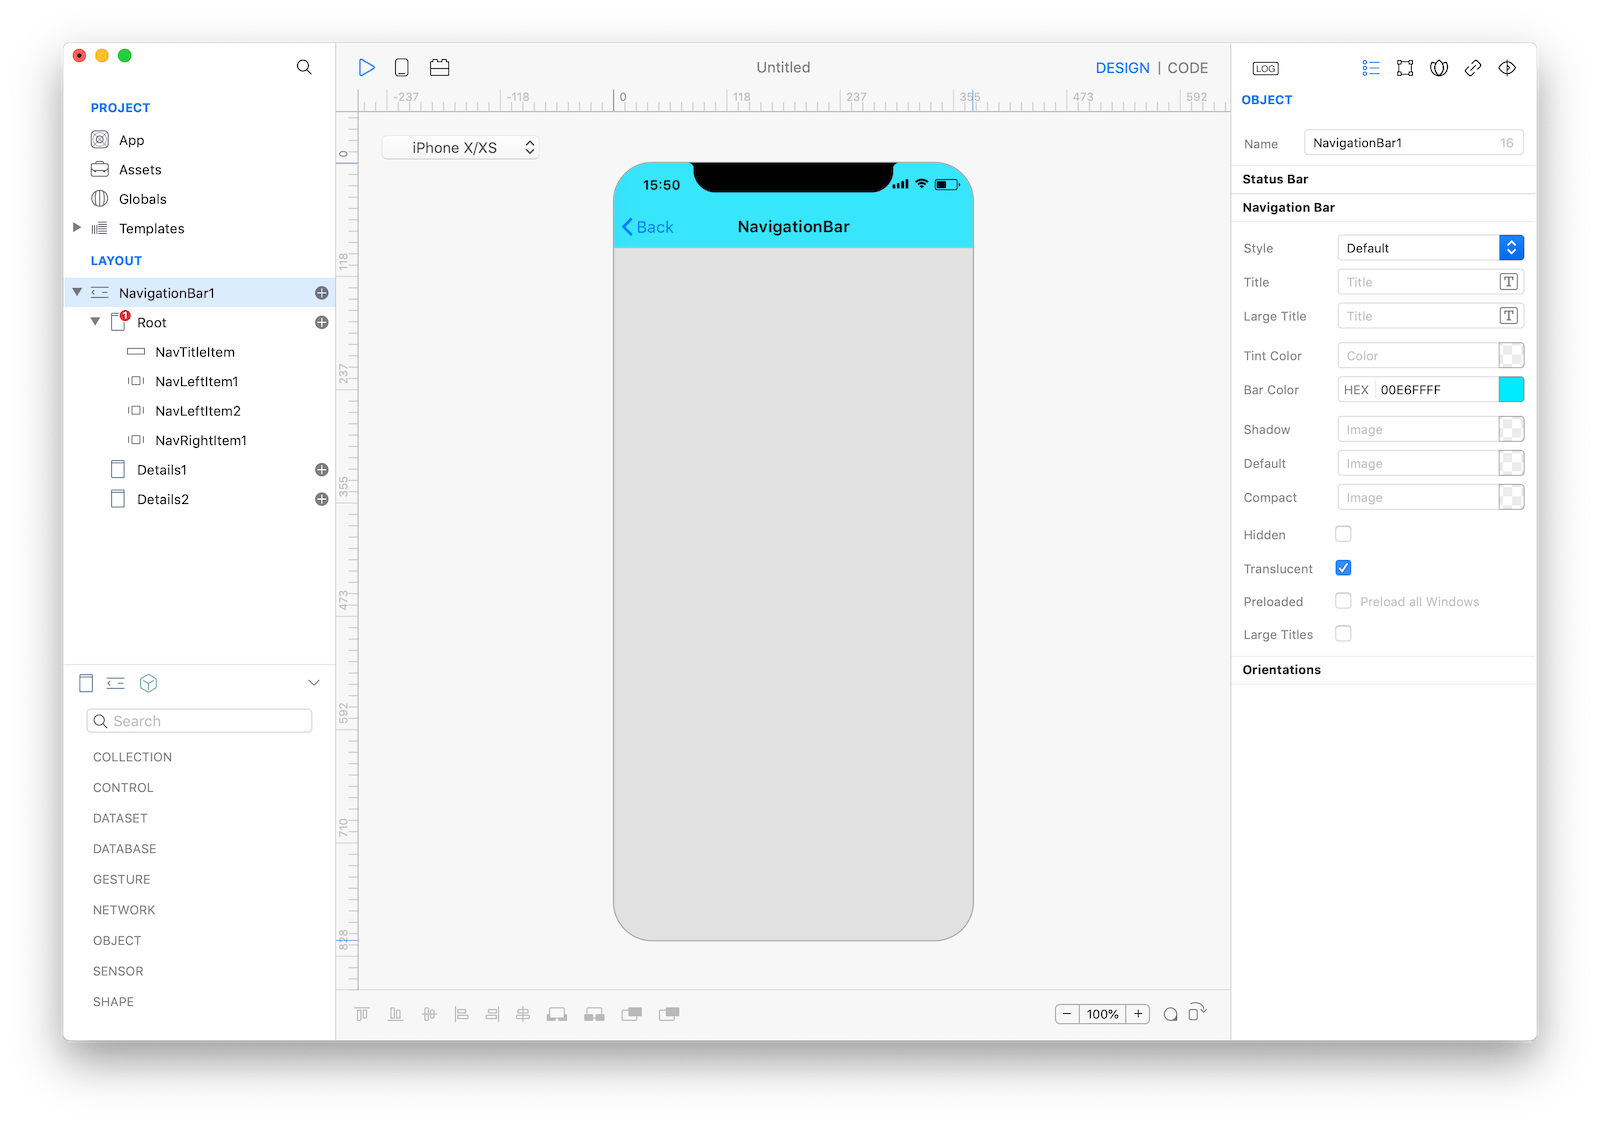 Untitled
DESIGN | CODE
LOG
PROJECT
App
Assets
Globals
Templates
LAYOUT
NavigationBar1
1
Root
NavTitleItem
NavLeftItem1
NavLeftItem2
NavRightItem1
Details1
Details2
Search
COLLECTION
CONTROL
DATASET
DATABASE
GESTURE
NETWORK
OBJECT
SENSOR
SHAPE
-237 -118 0 118 237 355 473 592
0
118
237
355
473
592
710
828
iPhone X/XS
15:50
Back NavigationBar
100%
OBJECT
Name NavigationBar1 16
Status Bar
Navigation Bar
Style Default
Title Title T
Large Title Title T
Tint Color Color
Bar Color HEX 00E6FFFF
Shadow Image
Default Image
Compact Image
Hidden
Translucent
Preloaded Preload all Windows
Large Titles
Orientations